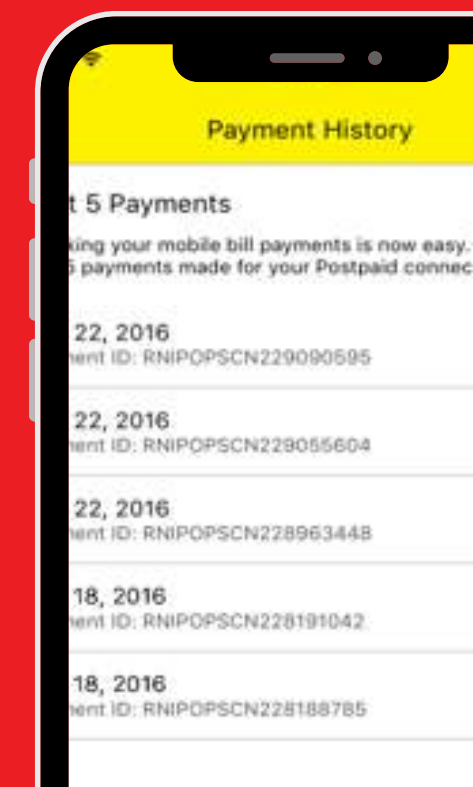 Payment History
t 5 Payments
king your mobile bill payments is now easy.
5 payments made for your Postpaid connec
22, 2016
ment ID: RNIPOPSCN229090595
22, 2016
ment ID: RNIPOPSCN229055604
22, 2016
ment ID: RNIPOPSCN228963448
18, 2016
ment ID: RNIPOPSCN228191042
18, 2016
ment ID: RNIPOPSCN228188785